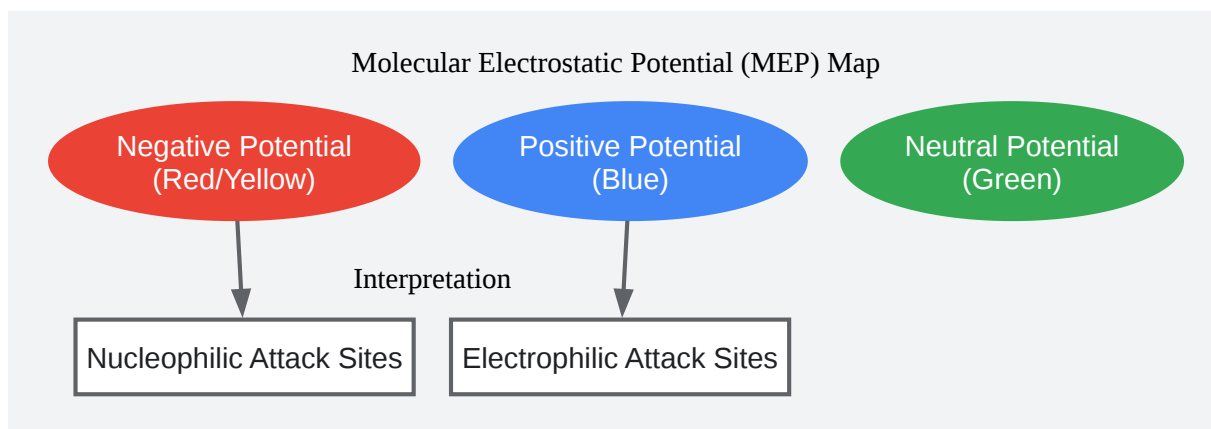 Molecular Electrostatic Potential (MEP) Map
Negative Potential
(Red/Yellow)
Positive Potential
(Blue)
Neutral Potential
(Green)
Interpretation
Nucleophilic Attack Sites
Electrophilic Attack Sites